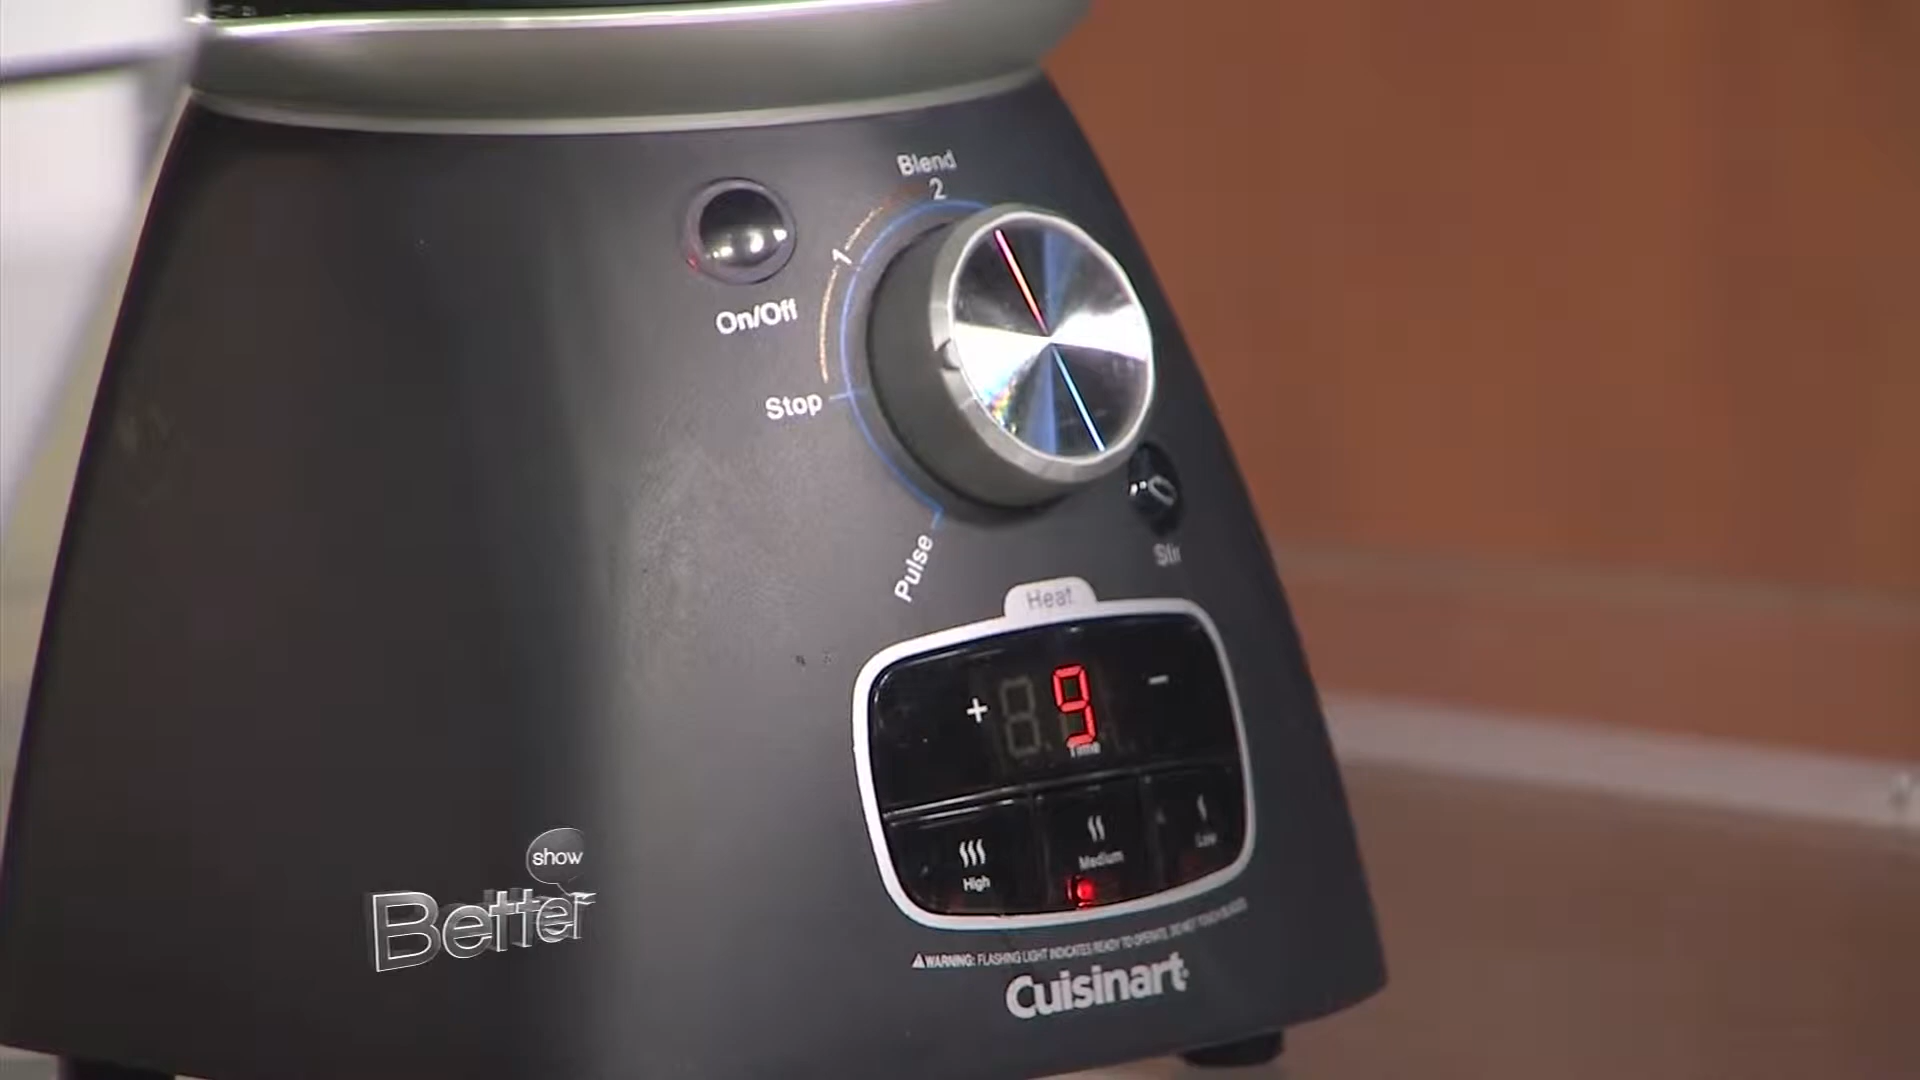 Blend
2
1
On/Off
Stop
Pulse
Stir
Heat
+ 9 −
Time
High
Medium
Low
⚠WARNING: FLASHING LIGHT INDICATES READY TO OPERATE. DO NOT TOUCH BLADES
Cuisinart
show
Better